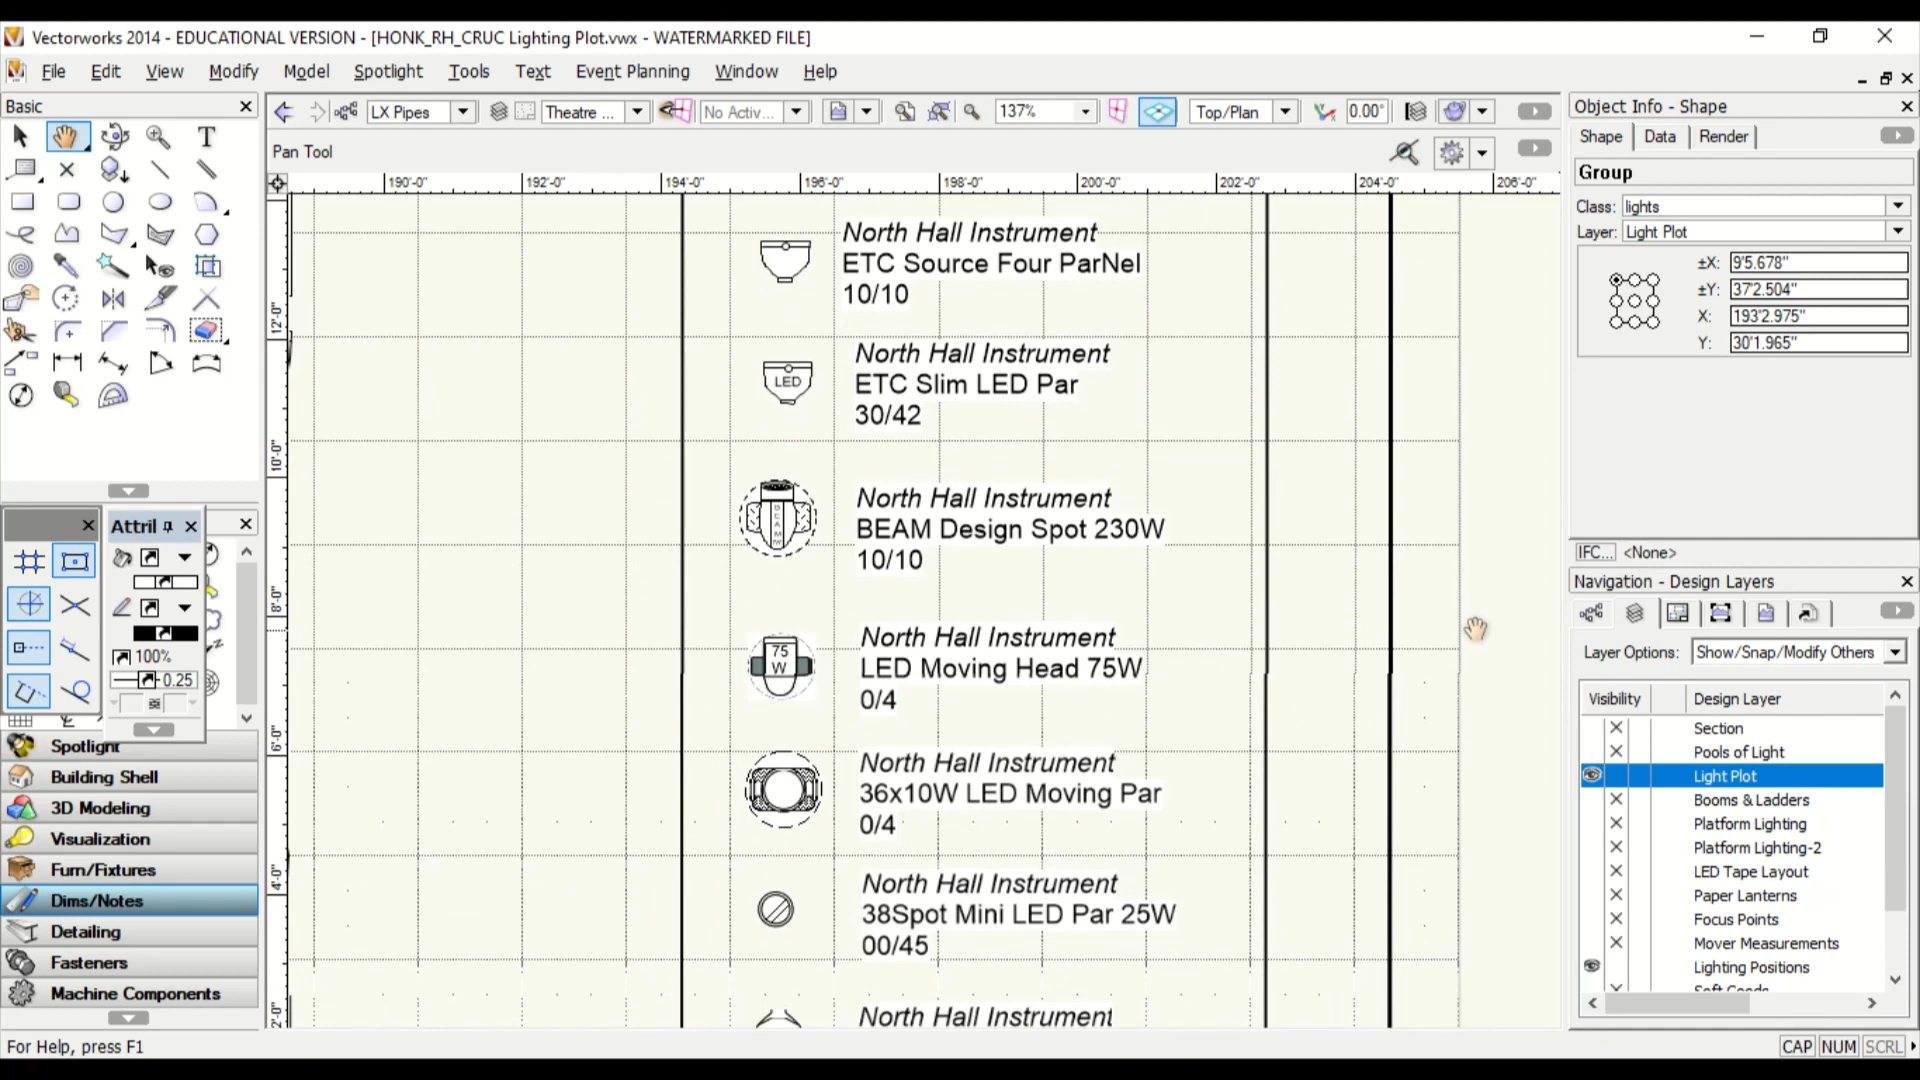 Vectorworks 2014 - EDUCATIONAL VERSION - [HONK_RH_CRUC Lighting Plot.vwx - WATERMARKED FILE]
File Edit View Modify Model Spotlight Tools Text Event Planning Window Help
Basic
LX Pipes Theatre ... No Activ... 137% Top/Plan 0.00°
Pan Tool
190'-0" 192'-0" 194'-0" 196'-0" 198'-0" 200'-0" 202'-0" 204'-0" 206'-0"
12'-0"
10'-0"
8'-0"
6'-0"
4'-0"
2'-0"
North Hall Instrument
ETC Source Four ParNel
10/10
LED
North Hall Instrument
ETC Slim LED Par
30/42
BEAM
North Hall Instrument
BEAM Design Spot 230W
10/10
75
W
North Hall Instrument
LED Moving Head 75W
0/4
North Hall Instrument
36x10W LED Moving Par
0/4
North Hall Instrument
38Spot Mini LED Par 25W
00/45
North Hall Instrument
Attril
100%
0.25
Spotlight
Building Shell
3D Modeling
Visualization
Furn/Fixtures
Dims/Notes
Detailing
Fasteners
Machine Components
Object Info - Shape
Shape Data Render
Group
Class: lights
Layer: Light Plot
±X: 9'5.678"
±Y: 37'2.504"
X: 193'2.975"
Y: 30'1.965"
IFC... <None>
Navigation - Design Layers
Layer Options: Show/Snap/Modify Others
Visibility Design Layer
Section
Pools of Light
Light Plot
Booms & Ladders
Platform Lighting
Platform Lighting-2
LED Tape Layout
Paper Lanterns
Focus Points
Mover Measurements
Lighting Positions
Soft Goods
For Help, press F1
CAP NUM SCRL